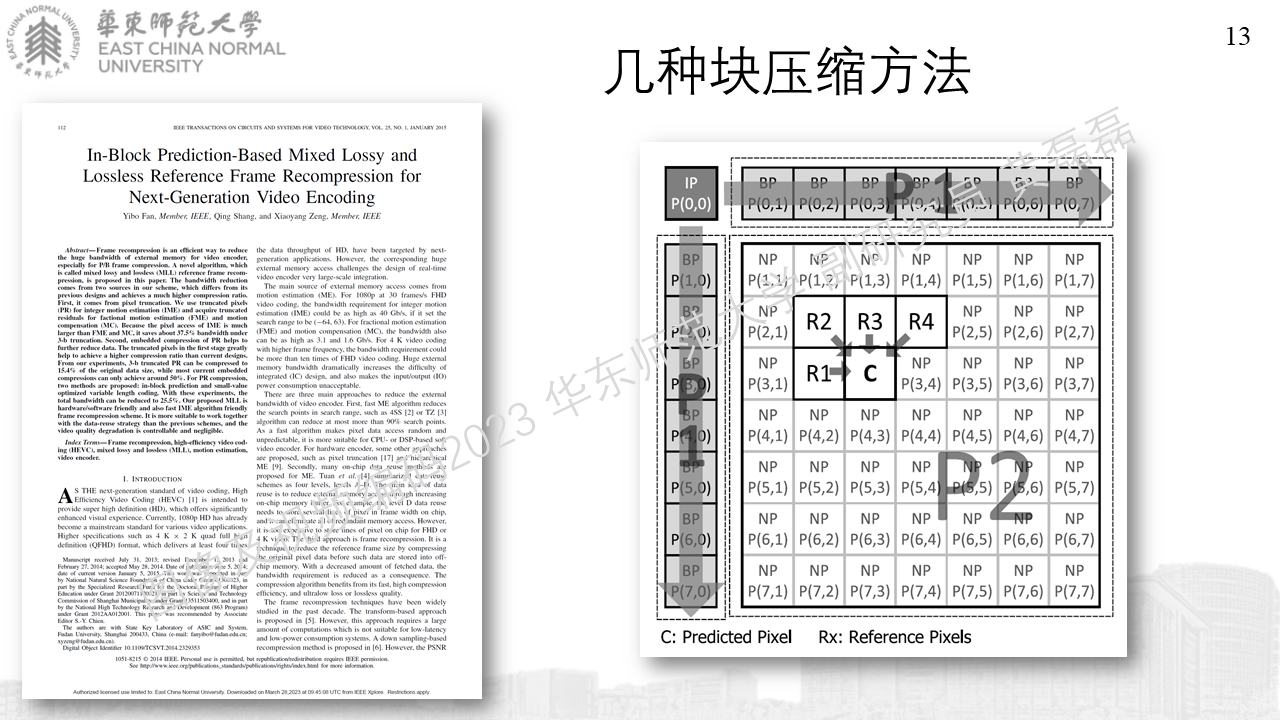 華東師范大學
EAST CHINA NORMAL
UNIVERSITY
EAST CHINA NORMAL UNIVERSITY
13
几种块压缩方法
112
IEEE TRANSACTIONS ON CIRCUITS AND SYSTEMS FOR VIDEO TECHNOLOGY, VOL. 25, NO. 1, JANUARY 2015
In-Block Prediction-Based Mixed Lossy and
Lossless Reference Frame Recompression for
Next-Generation Video Encoding
Yibo Fan, Member, IEEE, Qing Shang, and Xiaoyang Zeng, Member, IEEE
Abstract—Frame recompression is an efficient way to reduce
the huge bandwidth of external memory for video encoder,
especially for P/B frame compression. A novel algorithm, which
is called mixed lossy and lossless (MLL) reference frame recom-
pression, is proposed in this paper. The bandwidth reduction
comes from two sources in our scheme, which differs from its
previous designs and achieves a much higher compression ratio.
First, it comes from pixel truncation. We use truncated pixels
(PR) for integer motion estimation (IME) and acquire truncated
residuals for factional motion estimation (FME) and motion
compensation (MC). Because the pixel access of IME is much
larger than FME and MC, it saves about 37.5% bandwidth under
3-b truncation. Second, embedded compression of PR helps to
further reduce data. The truncated pixels in the first stage greatly
help to achieve a higher compression ratio than current designs.
From our experiments, 3-b truncated PR can be compressed to
15.4% of the original data size, while most current embedded
compressions can only achieve around 50%. For PR compression,
two methods are proposed: in-block prediction and small-value
optimized variable length coding. With these experiments, the
total bandwidth can be reduced to 25.5%. Our proposed MLL is
hardware/software friendly and also fast IME algorithm friendly
frame recompression scheme. It is more suitable to work together
with the data-reuse strategy than the previous schemes, and the
video quality degradation is controllable and negligible.
Index Terms—Frame recompression, high-efficiency video cod-
ing (HEVC), mixed lossy and lossless (MLL), motion estimation,
video encoder.
I. INTRODUCTION
AS THE next-generation standard of video coding, High
Efficiency Video Coding (HEVC) [1] is intended to
provide super high definition (HD), which offers significantly
enhanced visual experience. Currently, 1080p HD has already
become a mainstream standard for various video applications.
Higher specifications such as 4 K × 2 K quad full high
definition (QFHD) format, which delivers at least four times
Manuscript received July 31, 2013; revised December 2013
February 27, 2014; accepted May 28, 2014. Date of
date of current version January 5, 2015.
by National Natural Science Foundation of China under
part by the Specialized Research Doctoral of Higher
Education under Grant in part by Science and Technology
Commission of Shanghai Municipality under Grant 13511503400, and in part
by the National High Technology Research and Development (863 Program)
under Grant 2012AA012001. This paper was recommended by Associate
Editor S.-Y. Chien.
The authors are with State Key Laboratory of ASIC and System,
Fudan University, Shanghai 200433, China (e-mail: fanyibo@fudan.edu.cn;
xyzeng@fudan.edu.cn).
Digital Object Identifier 10.1109/TCSVT.2014.2329353
the data throughput of HD, have been targeted by next-
generation applications. However, the corresponding huge
external memory access challenges the design of real-time
video encoder very large-scale integration.
The main source of external memory access comes from
motion estimation (ME). For 1080p at 30 frames/s FHD
video coding, the bandwidth requirement for integer motion
estimation (IME) could be as high as 40 Gb/s, if it set the
search range to be (−64, 63). For fractional motion estimation
(FME) and motion compensation (MC), the bandwidth also
can be as high as 3.1 and 1.6 Gb/s. For 4 K video coding
with higher frame frequency, the bandwidth requirement could
be more than ten times of FHD video coding. Huge external
memory bandwidth dramatically increases the difficulty of
integrated (IC) design, and also makes the input/output (IO)
power consumption unacceptable.
There are three main approaches to reduce the external
bandwidth of video encoder. First, fast ME algorithm reduces
the search points in search range, such as 4SS [2] or TZ [3]
algorithm can reduce at most more than 90% search points.
As a fast algorithm makes pixel data access random and
unpredictable, it is more suitable for CPU- or DSP-based soft
video encoder. For hardware encoder, some other approaches
are proposed, such as pixel truncation [17] and hierarchical
ME [9]. Secondly, many on-chip data reuse methods are
proposed for ME. Tuan et al. [4] summarized data reuse
schemes as four levels,
reuse is to reduce external memory access through increasing
on-chip memory D data reuse
needs to lines of pixel in frame width on chip,
and memory access. However,
it is lines of pixel on chip for FHD or
4 K approach is frame recompression. It is a
technique to reduce the reference frame size by compressing
the original pixel data before such data are stored into off-
chip memory. With a decreased amount of fetched data, the
bandwidth requirement is reduced as a consequence. The
compression algorithm benefits from its fast, high compression
efficiency, and ultralow loss or lossless quality.
The frame recompression techniques have been widely
studied in the past decade. The transform-based approach
is proposed in [5]. However, this approach requires a large
amount of computations which is not suitable for low-latency
and low-power consumption systems. A down sampling-based
recompression method is proposed in [6]. However, the PSNR
1051-8215 © 2014 IEEE. Personal use is permitted, but republication/redistribution requires IEEE permission.
See http://www.ieee.org/publications_standards/publications/rights/index.html for more information.
Authorized licensed use limited to: East China Normal University. Downloaded on March 28,2023 at 09:45:08 UTC from IEEE Xplore. Restrictions apply.
IP BP BP BP BP BP BP BP
P(0,0) P(0,1) P(0,2) P(0,3) P(0,4) P(0,5) P(0,6) P(0,7)
P1
BP NP NP NP NP NP NP NP
P(1,0) P(1,1) P(1,2) P(1,3) P(1,4) P(1,5) P(1,6) P(1,7)
BP NP R2 R3 R4 NP NP NP
P(2,0) P(2,1) P(2,5) P(2,6) P(2,7)
BP NP R1 C NP NP NP NP
P(3,0) P(3,1) P(3,4) P(3,5) P(3,6) P(3,7)
P1
BP NP NP NP NP NP NP NP
P(4,0) P(4,1) P(4,2) P(4,3) P(4,4) P(4,5) P(4,6) P(4,7)
BP NP NP NP NP NP NP NP
P(5,0) P(5,1) P(5,2) P(5,3) P(5,4) P(5,5) P(5,6) P(5,7)
P2
BP NP NP NP NP NP NP NP
P(6,0) P(6,1) P(6,2) P(6,3) P(6,4) P(6,5) P(6,6) P(6,7)
BP NP NP NP NP NP NP NP
P(7,0) P(7,1) P(7,2) P(7,3) P(7,4) P(7,5) P(7,6) P(7,7)
C: Predicted Pixel Rx: Reference Pixels
图像及视频编码2023 华东师范大学 副研究员 黄磊磊